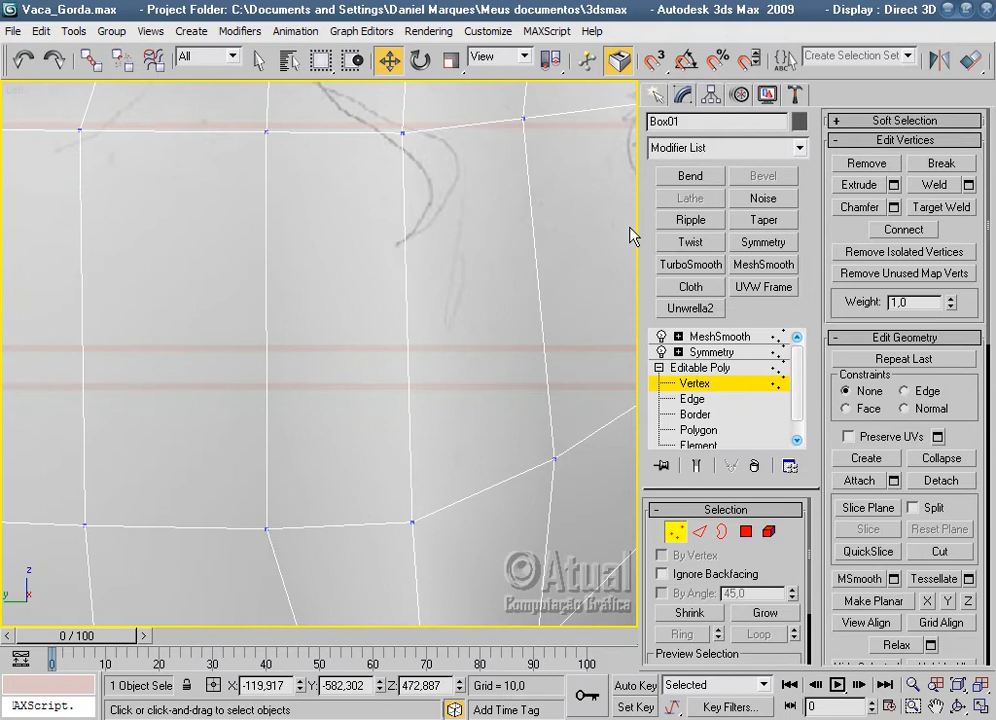 Vaca_Gorda.max - Project Folder: C:\Documents and Settings\Daniel Marques\Meus documentos\3dsmax - Autodesk 3ds Max 2009 - Display : Direct 3D
File Edit Tools Group Views Create Modifiers Animation Graph Editors Rendering Customize MAXScript Help
All View Create Selection Set
Box01
Modifier List
Bend Bevel
Lathe Noise
Ripple Taper
Twist Symmetry
TurboSmooth MeshSmooth
Cloth UVW Frame
Unwrella2
MeshSmooth
Symmetry
Editable Poly
Vertex
Edge
Border
Polygon
Element
- Selection
By Vertex
Ignore Backfacing
By Angle: 45,0
Shrink Grow
Ring Loop
Preview Selection
+ Soft Selection
- Edit Vertices
Remove Break
Extrude Weld
Chamfer Target Weld
Connect
Remove Isolated Vertices
Remove Unused Map Verts
Weight: 1,0
- Edit Geometry
Repeat Last
Constraints
None Edge
Face Normal
Preserve UVs
Create Collapse
Attach Detach
Slice Plane Split
Slice Reset Plane
QuickSlice Cut
MSmooth Tessellate
Make Planar X Y Z
View Align Grid Align
Relax
z
y x
©Atual
Computação Gráfica
< 0 / 100 >
0 10 20 30 40 50 60 70 80 90 100
1 Object Sele X: -119,917 Y: -582,302 Z: 472,887 Grid = 10,0 Auto Key Selected
AXScript. Click or click-and-drag to select objects Add Time Tag Set Key Key Filters... 0